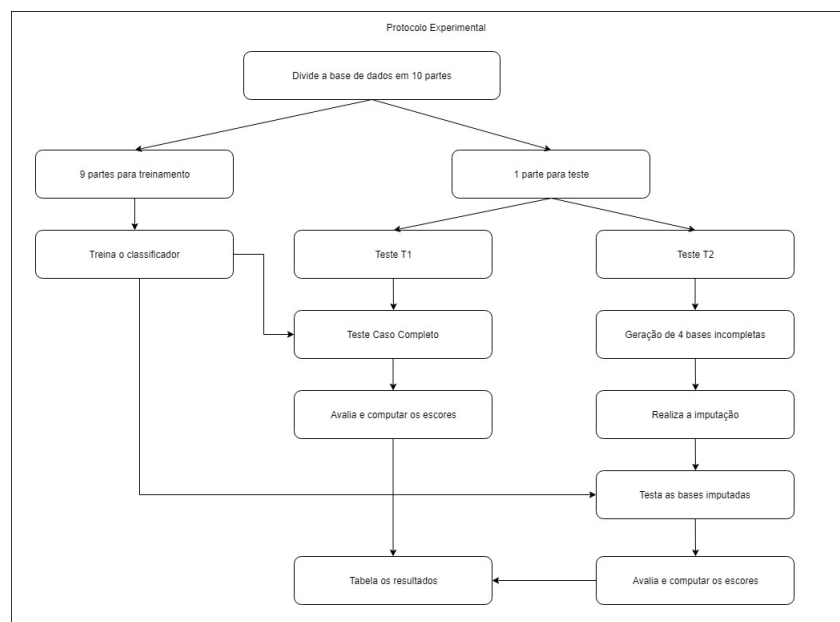 Protocolo Experimental
Divide a base de dados em 10 partes
9 partes para treinamento
1 parte para teste
Treina o classificador
Teste T1
Teste T2
Teste Caso Completo
Geração de 4 bases incompletas
Avalia e computar os escores
Realiza a imputação
Testa as bases imputadas
Tabela os resultados
Avalia e computar os escores